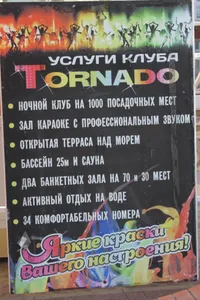 УСЛУГИ КЛУБА
TORNADO
• НОЧНОЙ КЛУБ НА 1000 ПОСАДОЧНЫХ МЕСТ
• ЗАЛ КАРАОКЕ С ПРОФЕССИОНАЛЬНЫМ ЗВУКОМ
• ОТКРЫТАЯ ТЕРРАСА НАД МОРЕМ
• БАССЕЙН 25М И САУНА
• ДВА БАНКЕТНЫХ ЗАЛА НА 70 И 30 МЕСТ
• АКТИВНЫЙ ОТДЫХ НА ВОДЕ
• 34 КОМФОРТАБЕЛЬНЫХ НОМЕРА
Яркие краски
Вашего настроения!